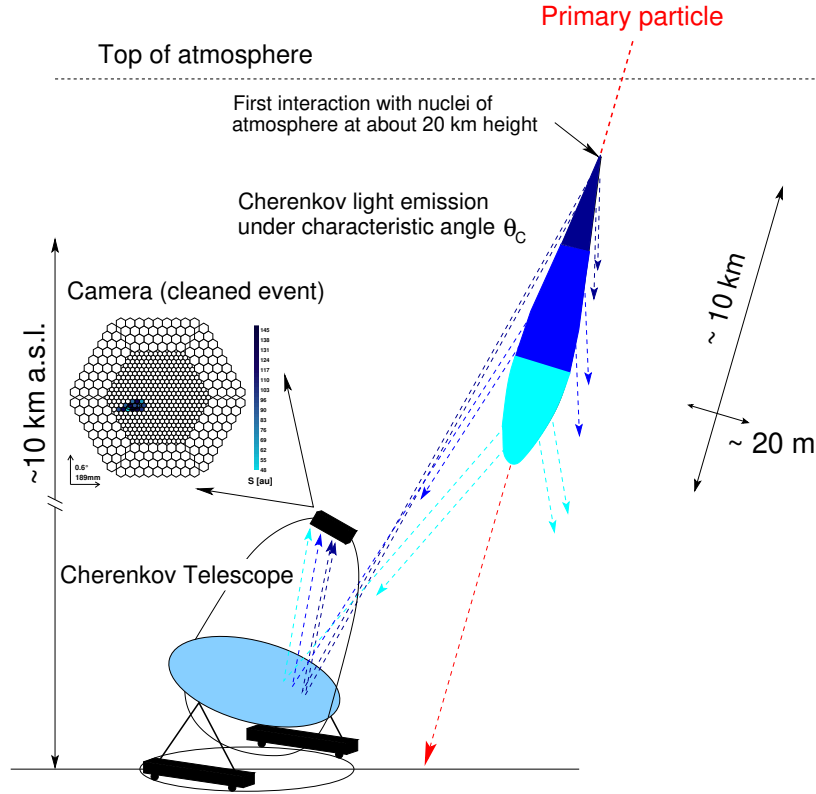 Primary particle
Top of atmosphere
First interaction with nuclei of
atmosphere at about 20 km height
Cherenkov light emission
under characteristic angle θC
Camera (cleaned event)
145
138
131
124
117
110
103
96
90
83
76
69
62
55
48
S [au]
0.6°
189mm
~10 km a.s.l.
~ 10 km
~ 20 m
Cherenkov Telescope